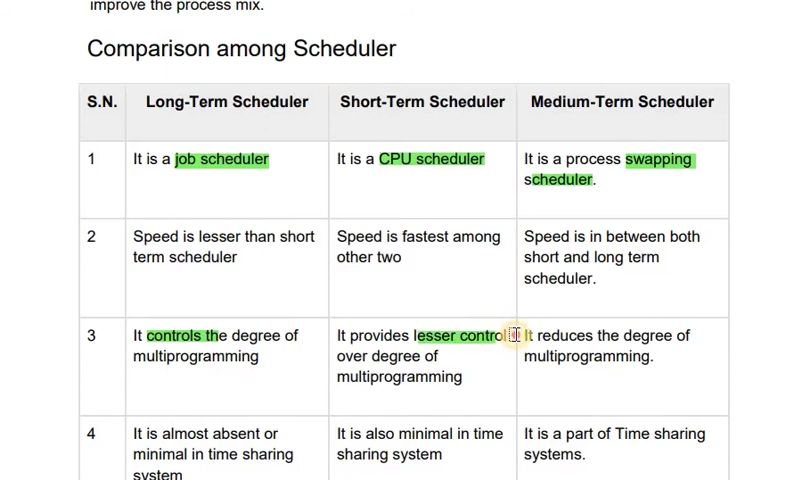 improve the process mix.
Comparison among Scheduler
S.N. Long-Term Scheduler Short-Term Scheduler Medium-Term Scheduler
1 It is a job scheduler It is a CPU scheduler It is a process swapping
scheduler.
2 Speed is lesser than short Speed is fastest among Speed is in between both
term scheduler other two short and long term
scheduler.
3 It controls the degree of It provides lesser control It reduces the degree of
multiprogramming over degree of multiprogramming.
multiprogramming
4 It is almost absent or It is also minimal in time It is a part of Time sharing
minimal in time sharing sharing system systems.
system